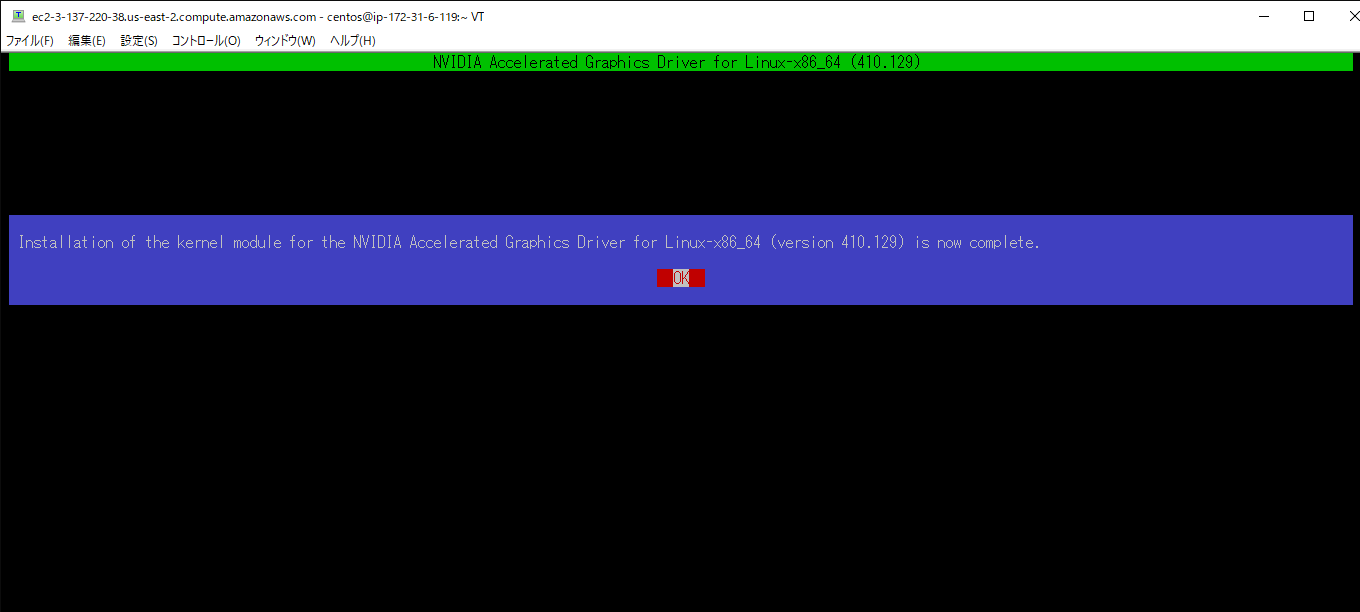 ec2-3-137-220-38.us-east-2.compute.amazonaws.com - centos@ip-172-31-6-119:~ VT
ファイル(F) 編集(E) 設定(S) コントロール(O) ウィンドウ(W) ヘルプ(H)
NVIDIA Accelerated Graphics Driver for Linux-x86_64 (410.129)
Installation of the kernel module for the NVIDIA Accelerated Graphics Driver for Linux-x86_64 (version 410.129) is now complete.
OK